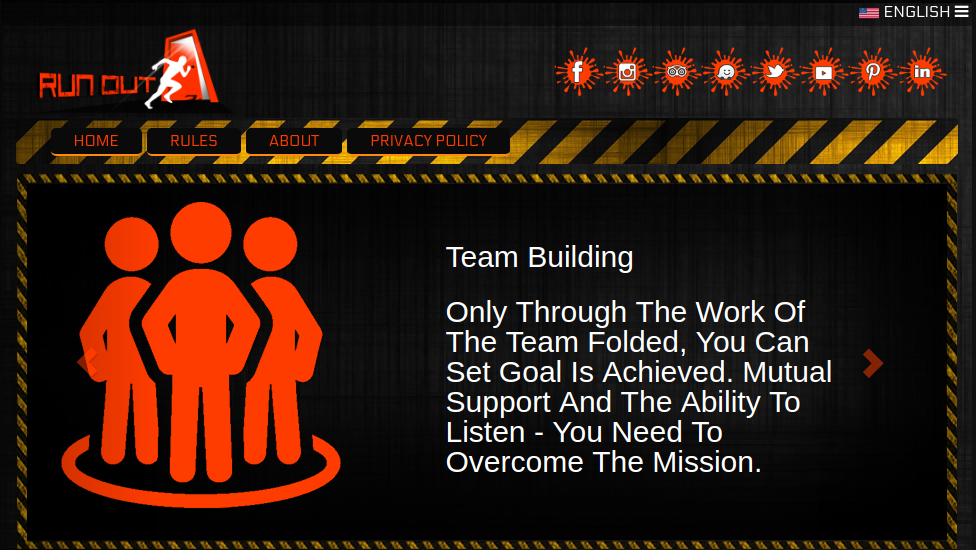 ENGLISH
RUN OUT
HOME
RULES
ABOUT
PRIVACY POLICY
Team Building
Only Through The Work Of
The Team Folded, You Can
Set Goal Is Achieved. Mutual
Support And The Ability To
Listen - You Need To
Overcome The Mission.